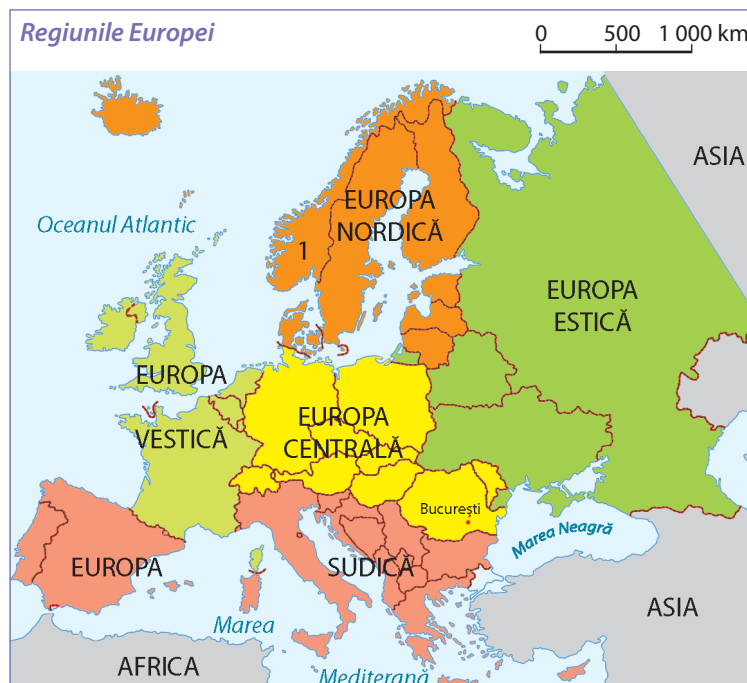 Regiunile Europei
0 500 1 000 km
ASIA
EUROPA
NORDICĂ
Oceanul Atlantic
1
EUROPA
ESTICĂ
EUROPA
VESTICĂ
EUROPA
CENTRALĂ
București
Marea Neagră
EUROPA
SUDICĂ
ASIA
Marea
Mediterană
AFRICA